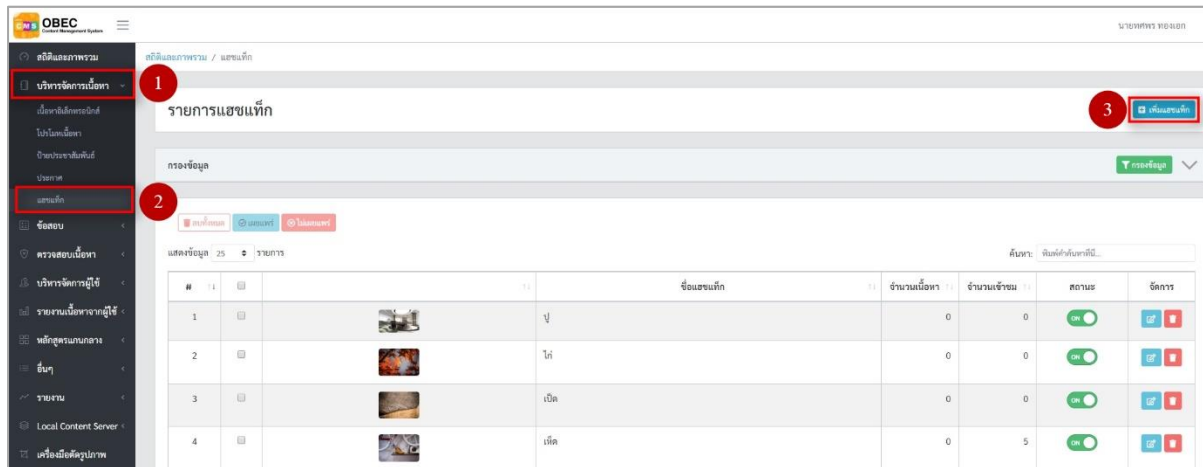 CMS OBEC
Content Management System
นายทศพร ทองเอก
สถิติและภาพรวม
สถิติและภาพรวม / แฮชแท็ก
บริหารจัดการเนื้อหา
1
เนื้อหาอิเล็กทรอนิกส์
รายการแฮชแท็ก
3
เพิ่มแฮชแท็ก
โปรโมทเนื้อหา
ป้ายประชาสัมพันธ์
กรองข้อมูล
กรองข้อมูล
ประกาศ
แฮชแท็ก
2
ข้อสอบ
ลบทั้งหมด
เผยแพร่
ไม่เผยแพร่
ตรวจสอบเนื้อหา
แสดงข้อมูล 25 รายการ
ค้นหา: พิมพ์คำค้นหาที่นี่...
บริหารจัดการผู้ใช้
# ชื่อแฮชแท็ก จำนวนเนื้อหา จำนวนเข้าชม สถานะ จัดการ
รายงานเนื้อหาจากผู้ใช้
1 ปู 0 0 ON
หลักสูตรแกนกลาง
2 ไก่ 0 0 ON
อื่นๆ
3 เป็ด 0 0 ON
รายงาน
Local Content Server
4 เห็ด 0 5 ON
เครื่องมือตัดรูปภาพ